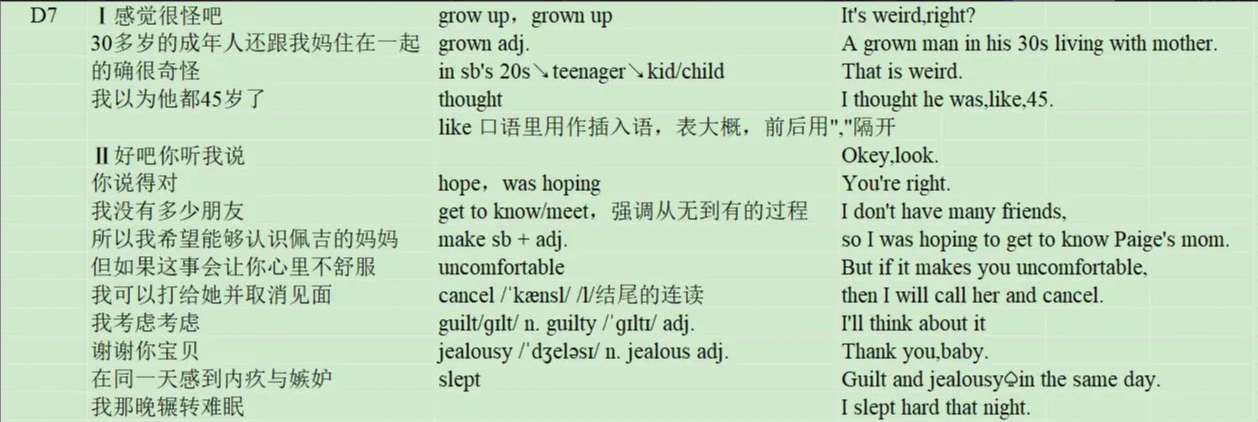 D7 Ⅰ感觉很怪吧 grow up，grown up It's weird,right?
30多岁的成年人还跟我妈住在一起 grown adj. A grown man in his 30s living with mother.
的确很奇怪 in sb's 20s↘teenager↘kid/child That is weird.
我以为他都45岁了 thought I thought he was,like,45.
like 口语里用作插入语，表大概，前后用","隔开
Ⅱ好吧你听我说 Okey,look.
你说得对 hope，was hoping You're right.
我没有多少朋友 get to know/meet，强调从无到有的过程 I don't have many friends,
所以我希望能够认识佩吉的妈妈 make sb + adj. so I was hoping to get to know Paige's mom.
但如果这事会让你心里不舒服 uncomfortable But if it makes you uncomfortable,
我可以打给她并取消见面 cancel /ˈkænsl/ /l/结尾的连读 then I will call her and cancel.
我考虑考虑 guilt/ɡɪlt/ n. guilty /ˈɡɪltɪ/ adj. I'll think about it
谢谢你宝贝 jealousy /ˈdʒeləsɪ/ n. jealous adj. Thank you,baby.
在同一天感到内疚与嫉妒 slept Guilt and jealousy♤in the same day.
我那晚辗转难眠 I slept hard that night.